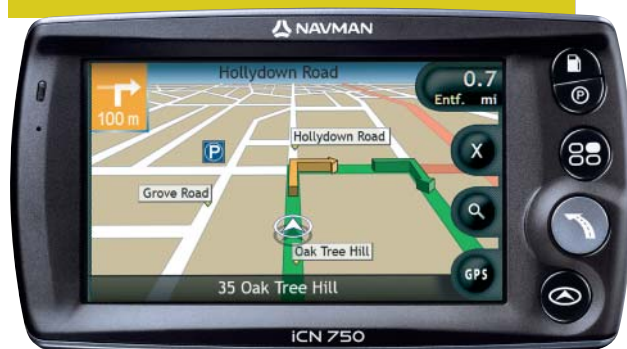 NAVMAN
Hollydown Road
100 m
0.7
Entf. mi
P
P
X
Hollydown Road
Grove Road
Oak Tree Hill
GPS
35 Oak Tree Hill
iCN 750